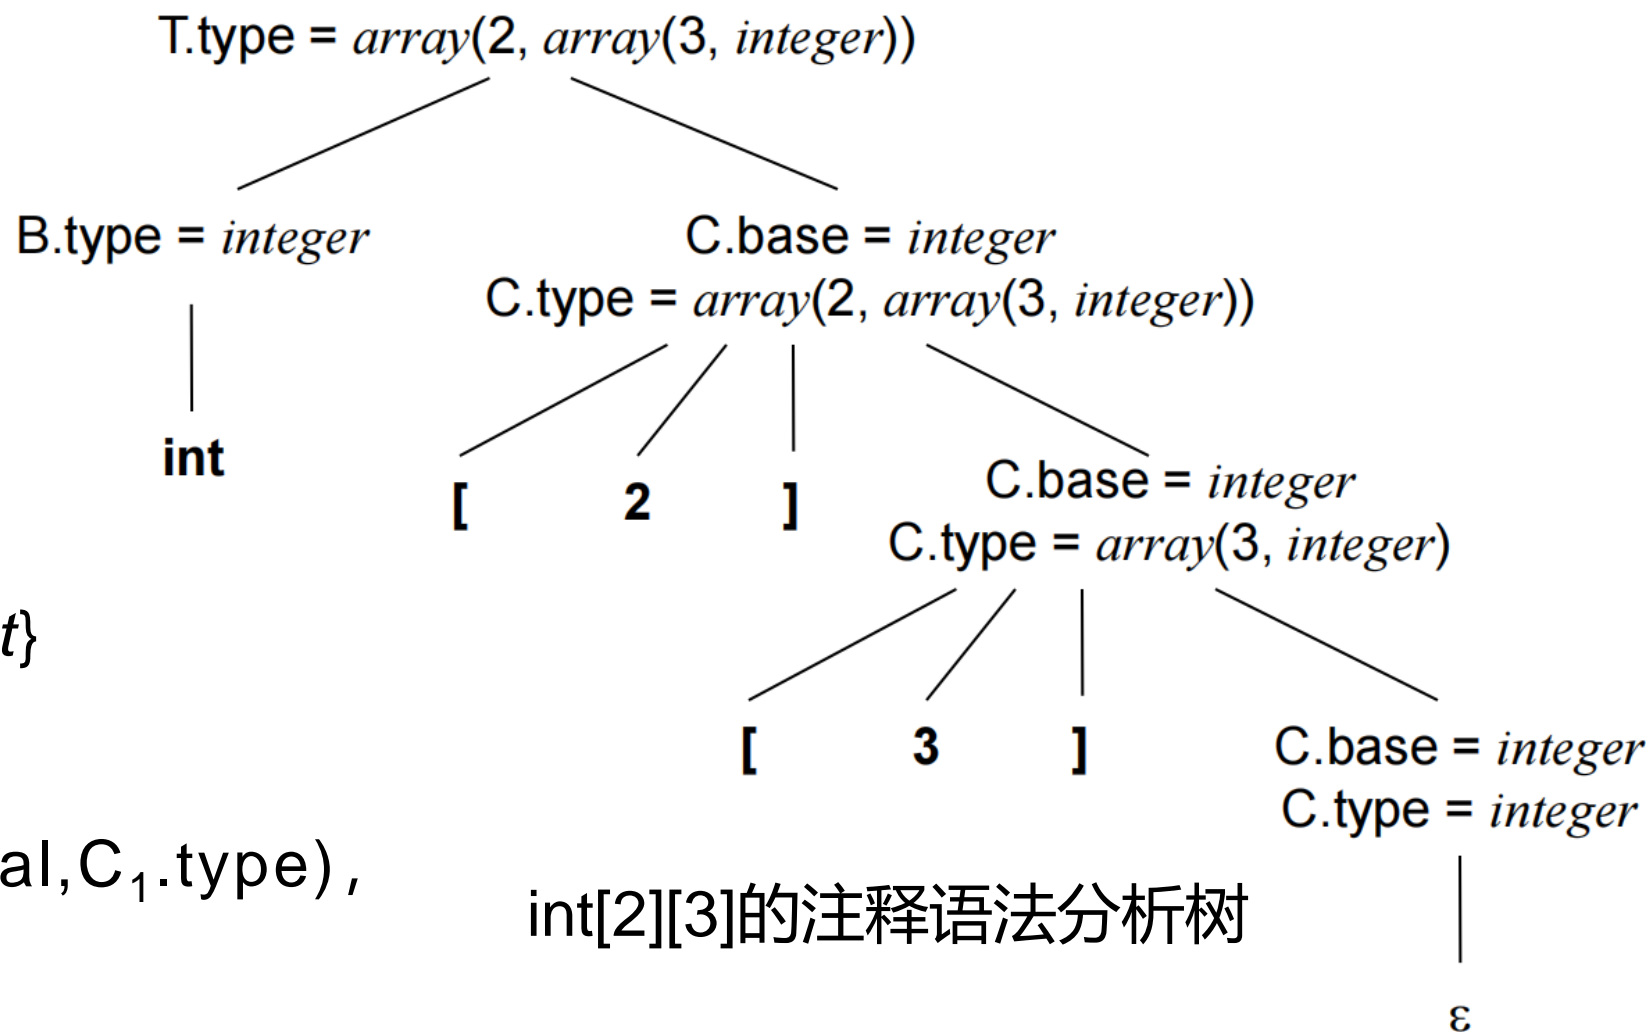 T.type = array(2, array(3, integer))
B.type = integer
C.base = integer
C.type = array(2, array(3, integer))
int
[ 2 ]
C.base = integer
C.type = array(3, integer)
t}
[ 3 ]
C.base = integer
C.type = integer
al,C₁.type),
int[2][3]的注释语法分析树
ε